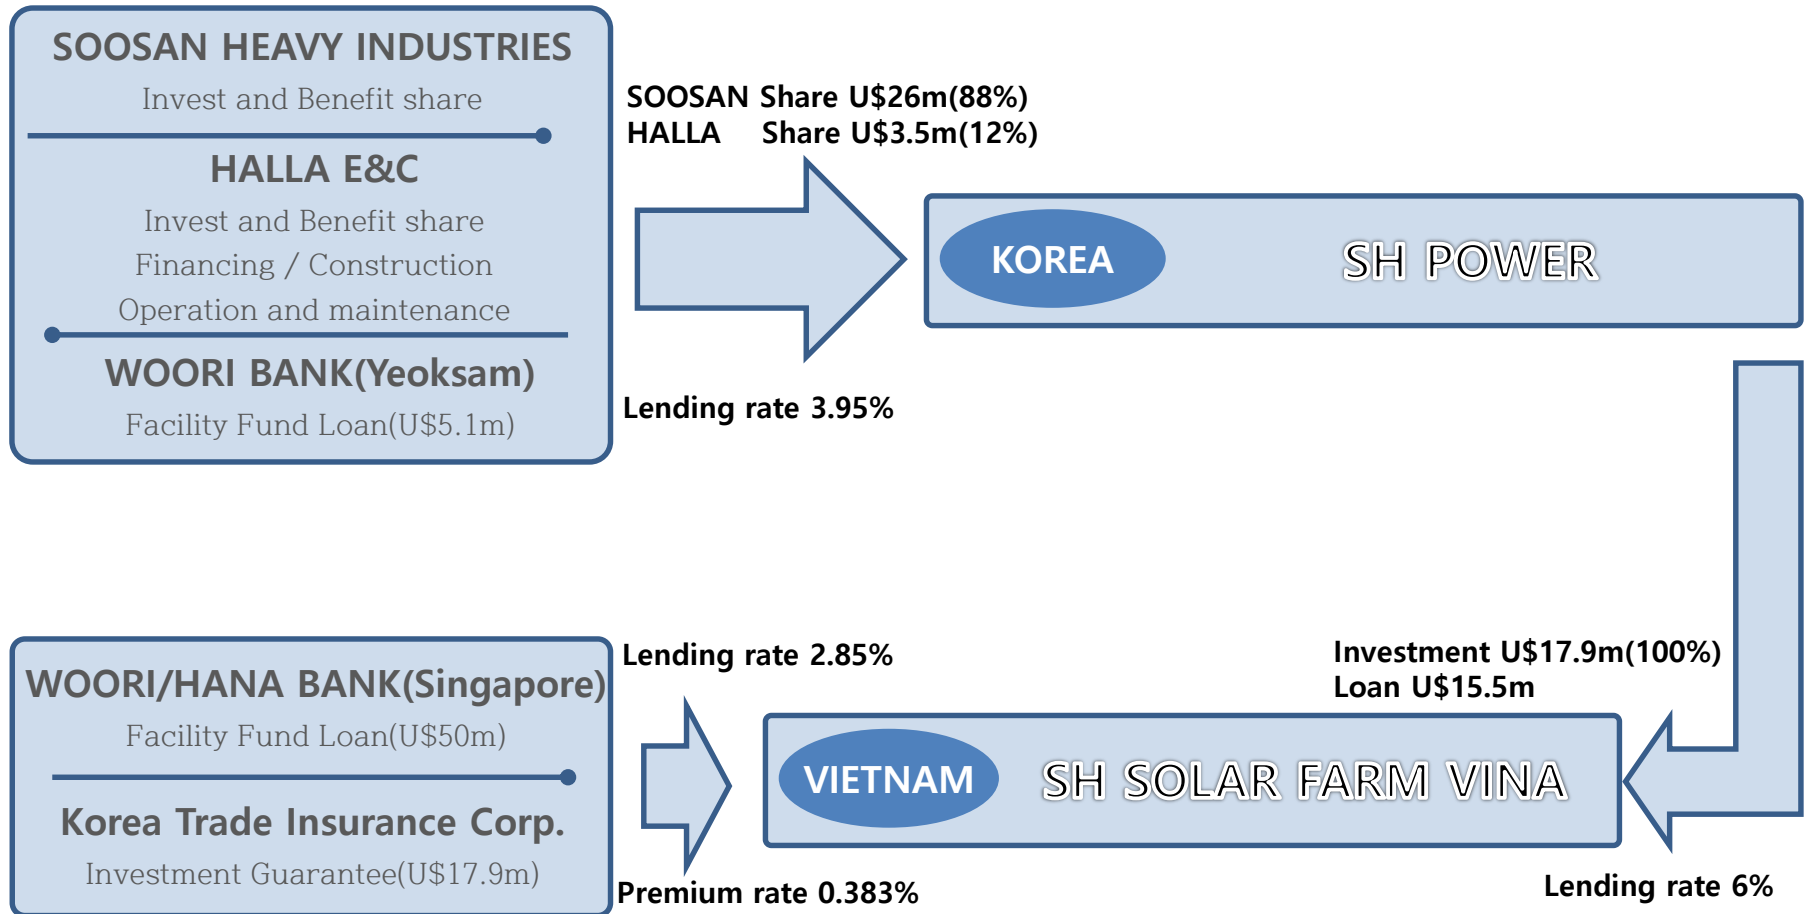 SOOSAN HEAVY INDUSTRIES
Invest and Benefit share
HALLA E&C
Invest and Benefit share
Financing / Construction
Operation and maintenance
WOORI BANK(Yeoksam)
Facility Fund Loan(U$5.1m)
SOOSAN Share U$26m(88%)
HALLA Share U$3.5m(12%)
Lending rate 3.95%
KOREA
SH POWER
WOORI/HANA BANK(Singapore)
Facility Fund Loan(U$50m)
Korea Trade Insurance Corp.
Investment Guarantee(U$17.9m)
Lending rate 2.85%
Premium rate 0.383%
VIETNAM
SH SOLAR FARM VINA
Investment U$17.9m(100%)
Loan U$15.5m
Lending rate 6%